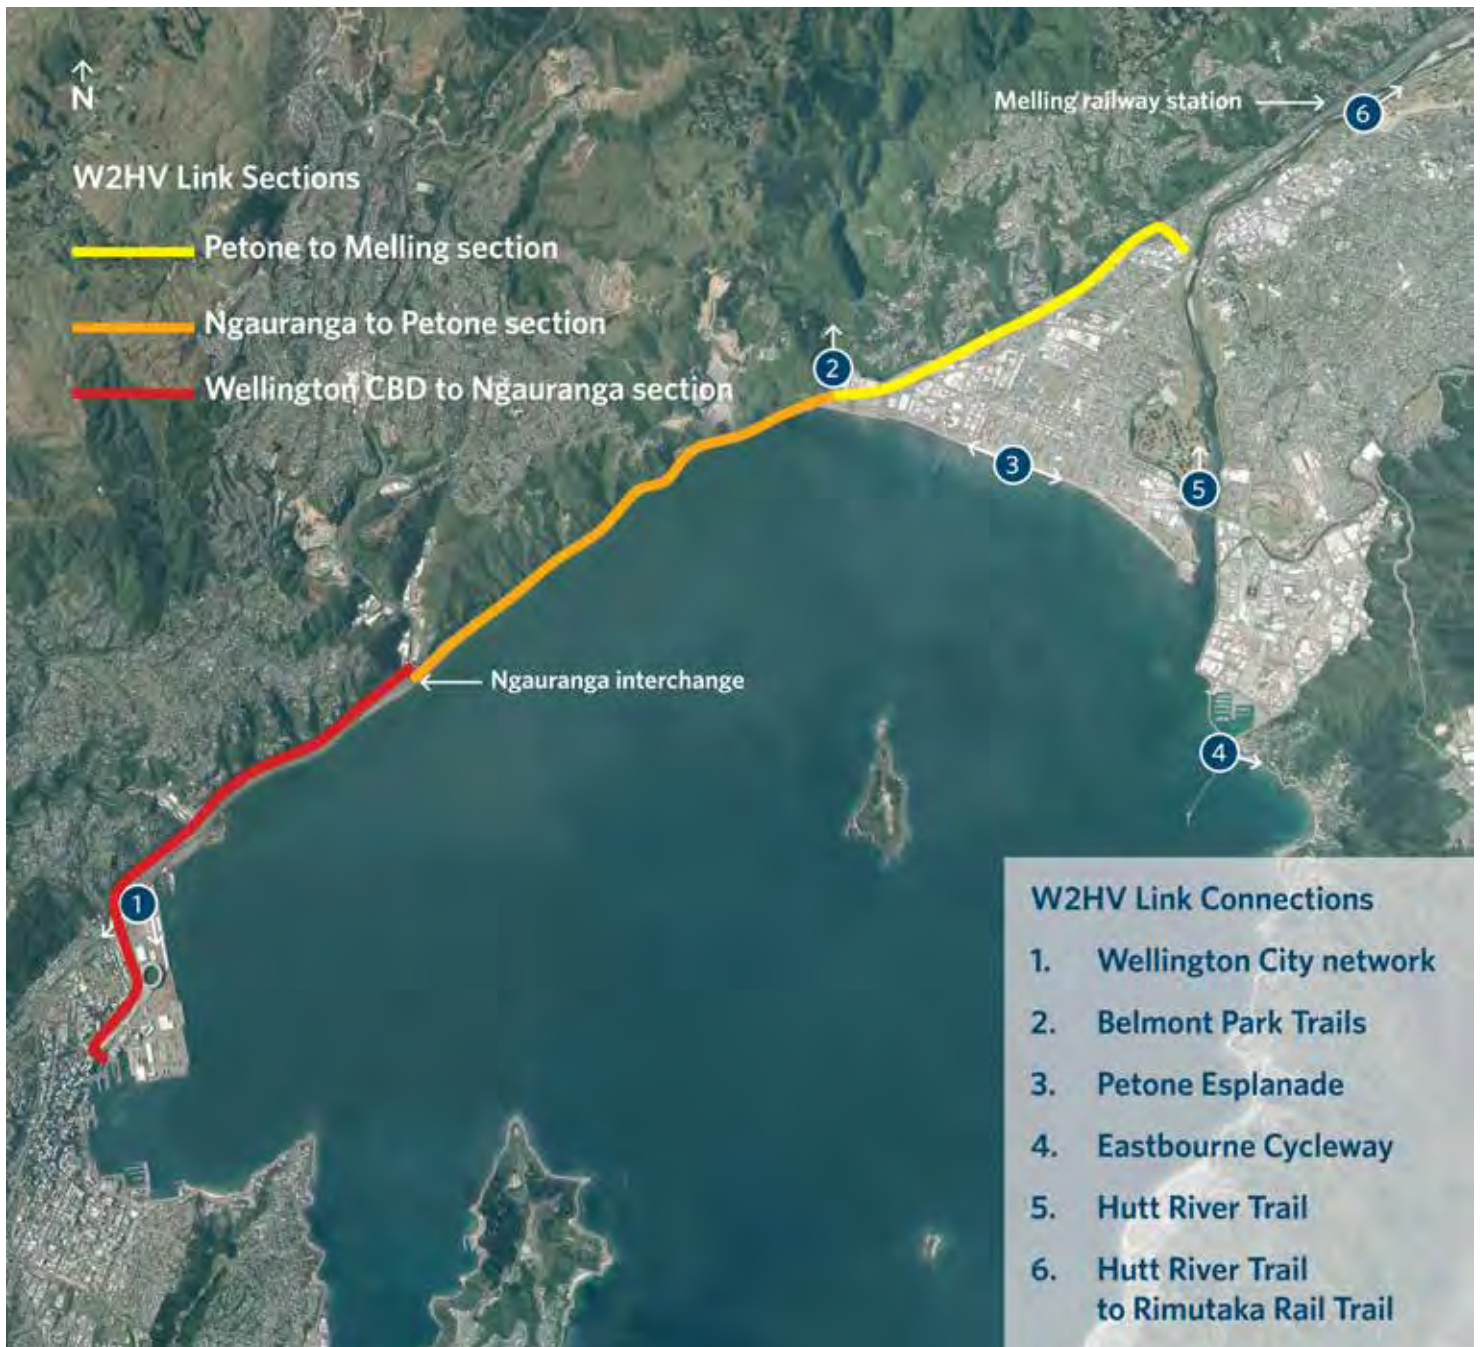 N
Melling railway station
6
W2HV Link Sections
Petone to Melling section
Ngauranga to Petone section
Wellington CBD to Ngauranga section
2
3
5
Ngauranga interchange
4
1
W2HV Link Connections
1. Wellington City network
2. Belmont Park Trails
3. Petone Esplanade
4. Eastbourne Cycleway
5. Hutt River Trail
6. Hutt River Trail
to Rimutaka Rail Trail